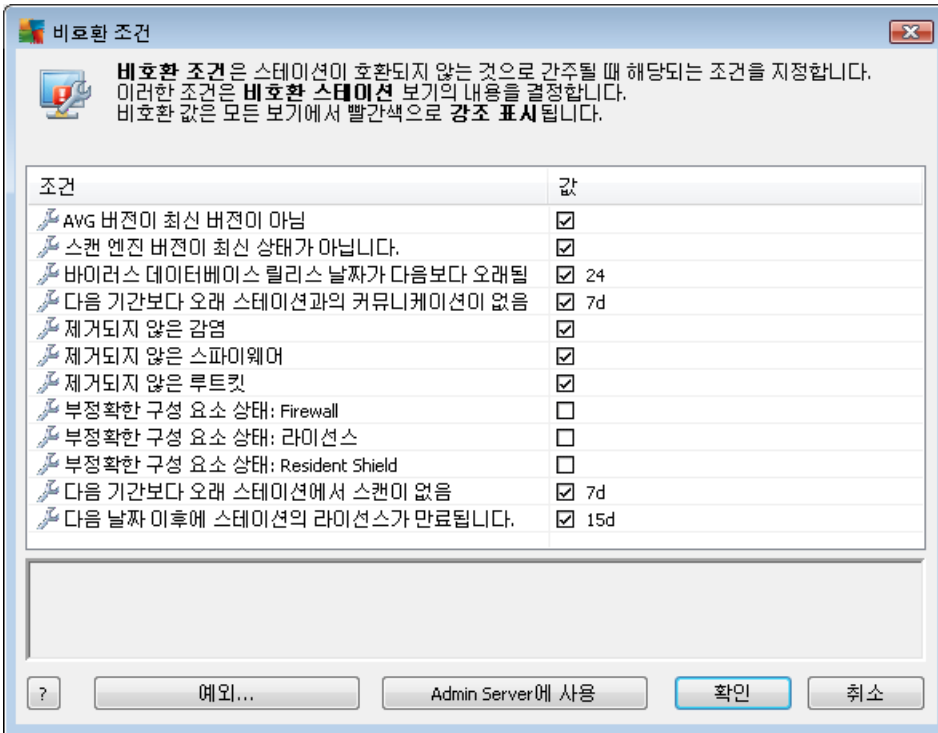 비호환 조건
비호환 조건은 스테이션이 호환되지 않는 것으로 간주될 때 해당되는 조건을 지정합니다.
이러한 조건은 비호환 스테이션 보기의 내용을 결정합니다.
비호환 값은 모든 보기에서 빨간색으로 강조 표시됩니다.
조건 값
AVG 버전이 최신 버전이 아님
스캔 엔진 버전이 최신 상태가 아닙니다.
바이러스 데이터베이스 릴리스 날짜가 다음보다 오래됨 24
다음 기간보다 오래 스테이션과의 커뮤니케이션이 없음 7d
제거되지 않은 감염
제거되지 않은 스파이웨어
제거되지 않은 루트킷
부정확한 구성 요소 상태: Firewall
부정확한 구성 요소 상태: 라이선스
부정확한 구성 요소 상태: Resident Shield
다음 기간보다 오래 스테이션에서 스캔이 없음 7d
다음 날짜 이후에 스테이션의 라이선스가 만료됩니다. 15d
? 예외... Admin Server에 사용 확인 취소